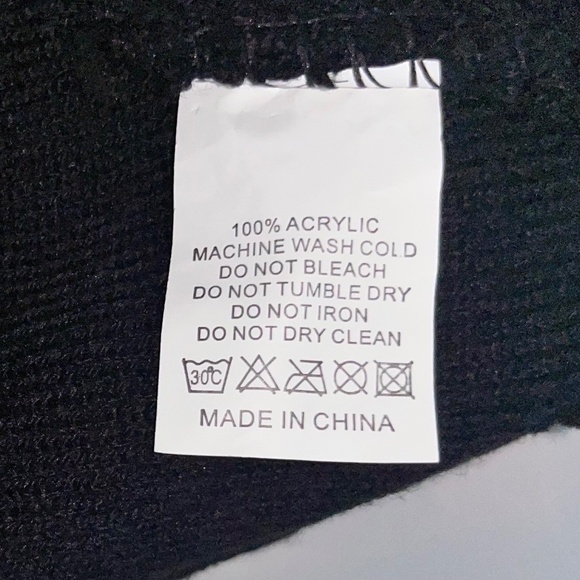 100% ACRYLIC
MACHINE WASH COLD
DO NOT BLEACH
DO NOT TUMBLE DRY
DO NOT IRON
DO NOT DRY CLEAN
30℃
MADE IN CHINA